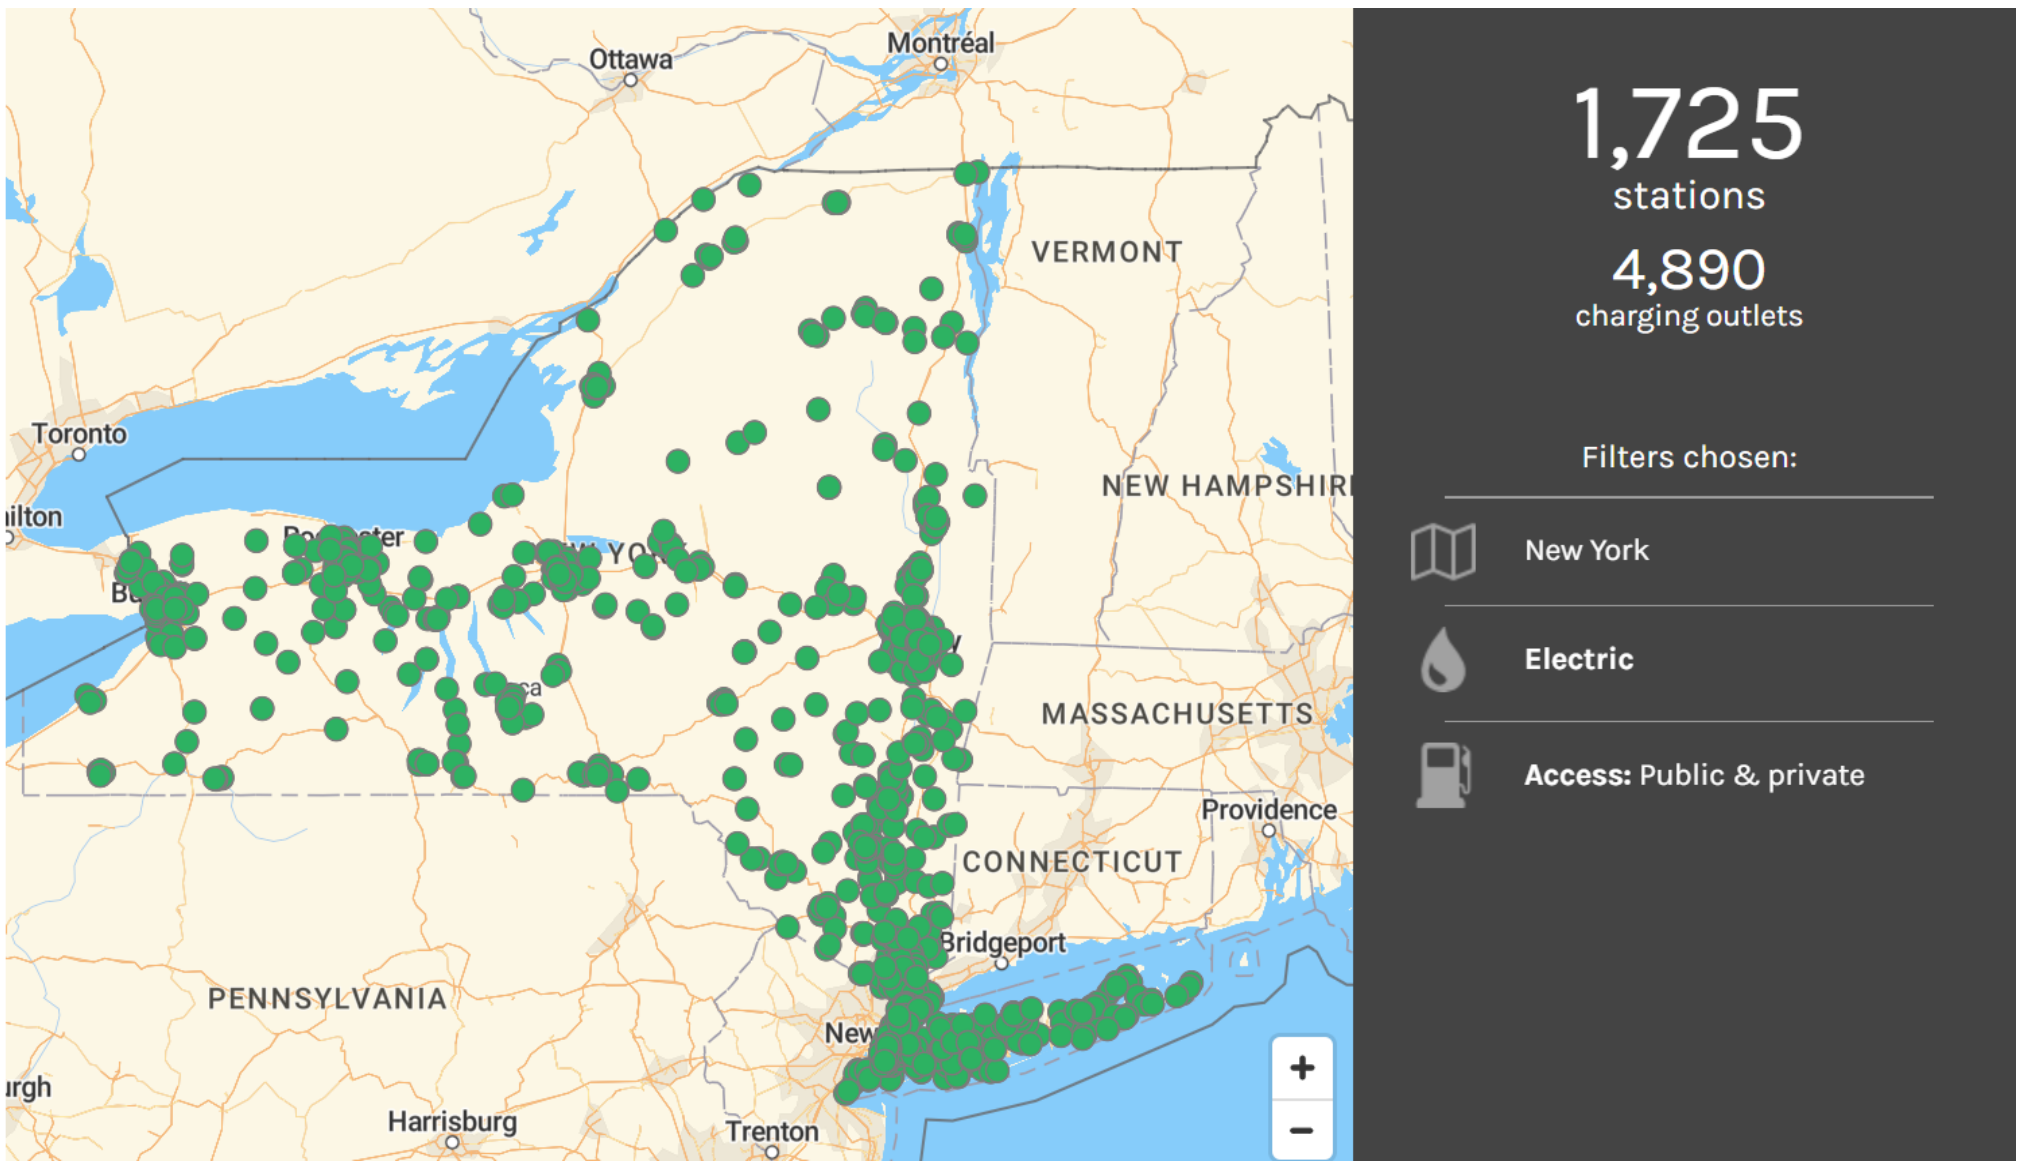 Ottawa
Montréal
VERMONT
Toronto
NEW HAMPSHIR
ilton
MASSACHUSETTS
Providence
CONNECTICUT
Bridgeport
PENNSYLVANIA
New
urgh
Harrisburg
Trenton
+
−
1,725
stations
4,890
charging outlets
Filters chosen:
New York
Electric
Access: Public & private